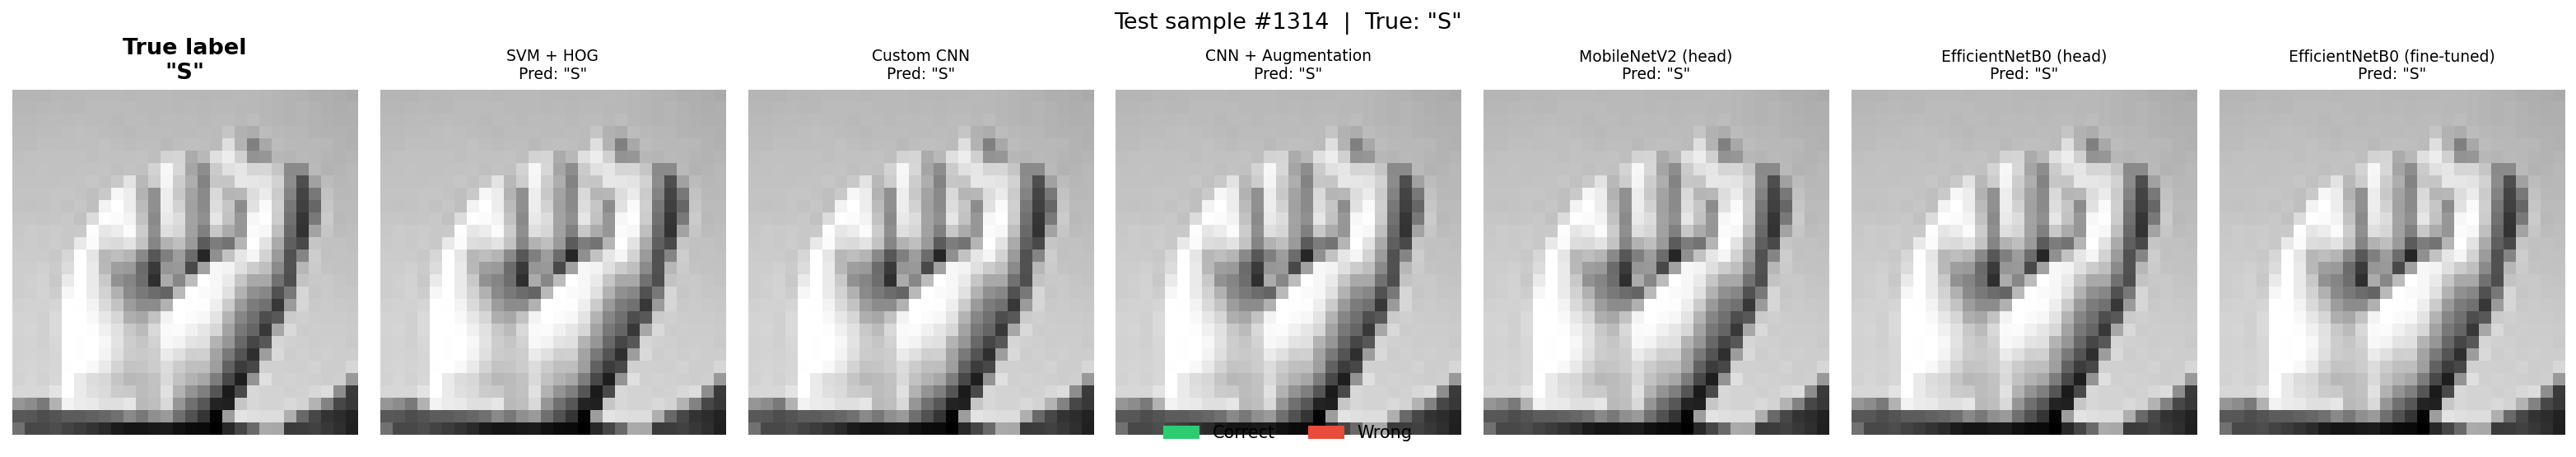 Test sample #1314 | True: "S"
True label
"S"
SVM + HOG
Pred: "S"
Custom CNN
Pred: "S"
CNN + Augmentation
Pred: "S"
MobileNetV2 (head)
Pred: "S"
EfficientNetB0 (head)
Pred: "S"
EfficientNetB0 (fine-tuned)
Pred: "S"
Correct
Wrong